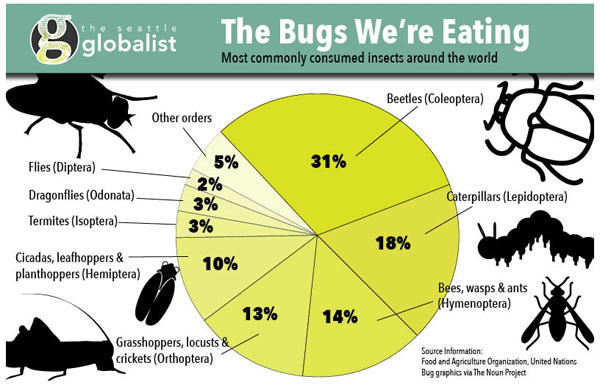 the seattle
globalist
The Bugs We're Eating
Most commonly consumed insects around the world
Beetles (Coleoptera)
31%
Caterpillars (Lepidoptera)
18%
Bees, wasps & ants
(Hymenoptera)
14%
Grasshoppers, locusts &
crickets (Orthoptera)
13%
Cicadas, leafhoppers &
planthoppers (Hemiptera)
10%
Termites (Isoptera)
3%
Dragonflies (Odonata)
3%
Flies (Diptera)
2%
Other orders
5%
Source Information:
Food and Agriculture Organization, United Nations
Bug graphics via The Noun Project